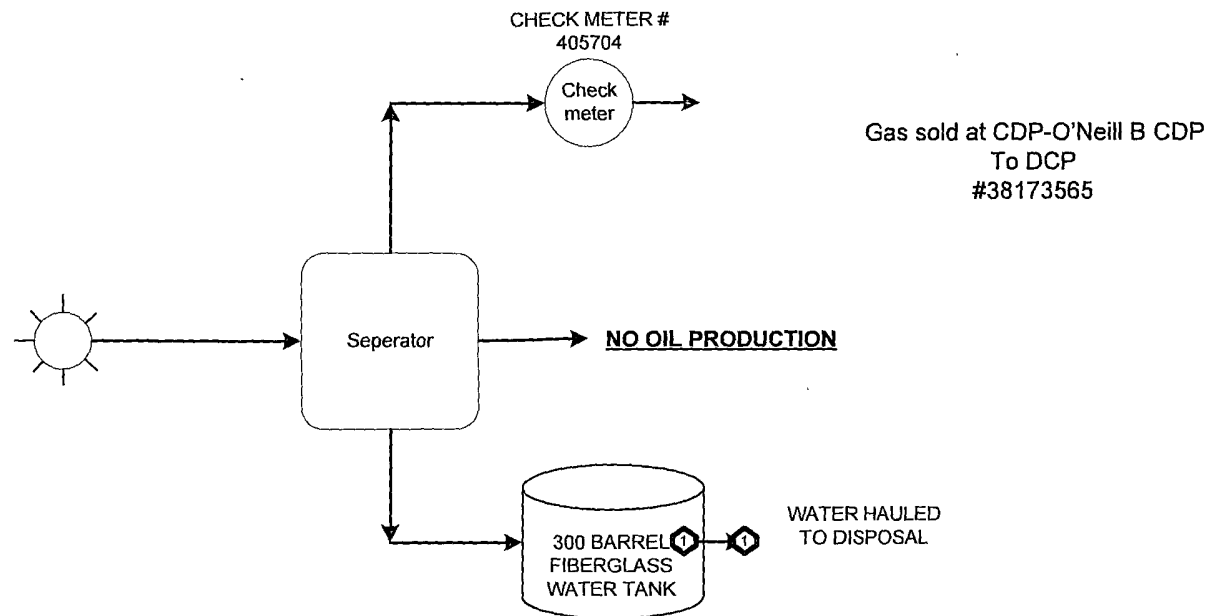 CHECK METER #
405704
Check
meter
Gas sold at CDP-O'Neill B CDP
To DCP
#38173565
Seperator
NO OIL PRODUCTION
300 BARREL
FIBERGLASS
WATER TANK
1
1
WATER HAULED
TO DISPOSAL